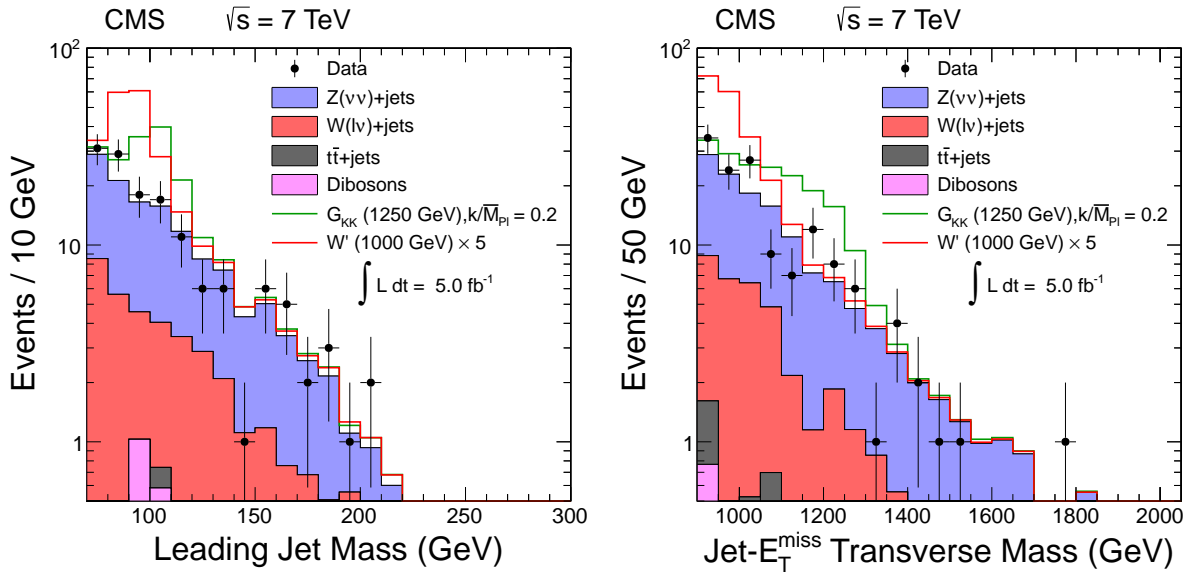 CMS √s = 7 TeV
10²
10
1
Events / 10 GeV
Data
Z(νν)+jets
W(lν)+jets
tt̄+jets
Dibosons
G_KK (1250 GeV),k/M̄_Pl = 0.2
W' (1000 GeV) × 5
∫ L dt = 5.0 fb⁻¹
100 150 200 250 300
Leading Jet Mass (GeV)
CMS √s = 7 TeV
10²
10
1
Events / 50 GeV
Data
Z(νν)+jets
W(lν)+jets
tt̄+jets
Dibosons
G_KK (1250 GeV),k/M̄_Pl = 0.2
W' (1000 GeV) × 5
∫ L dt = 5.0 fb⁻¹
1000 1200 1400 1600 1800 2000
Jet-E_T^miss Transverse Mass (GeV)